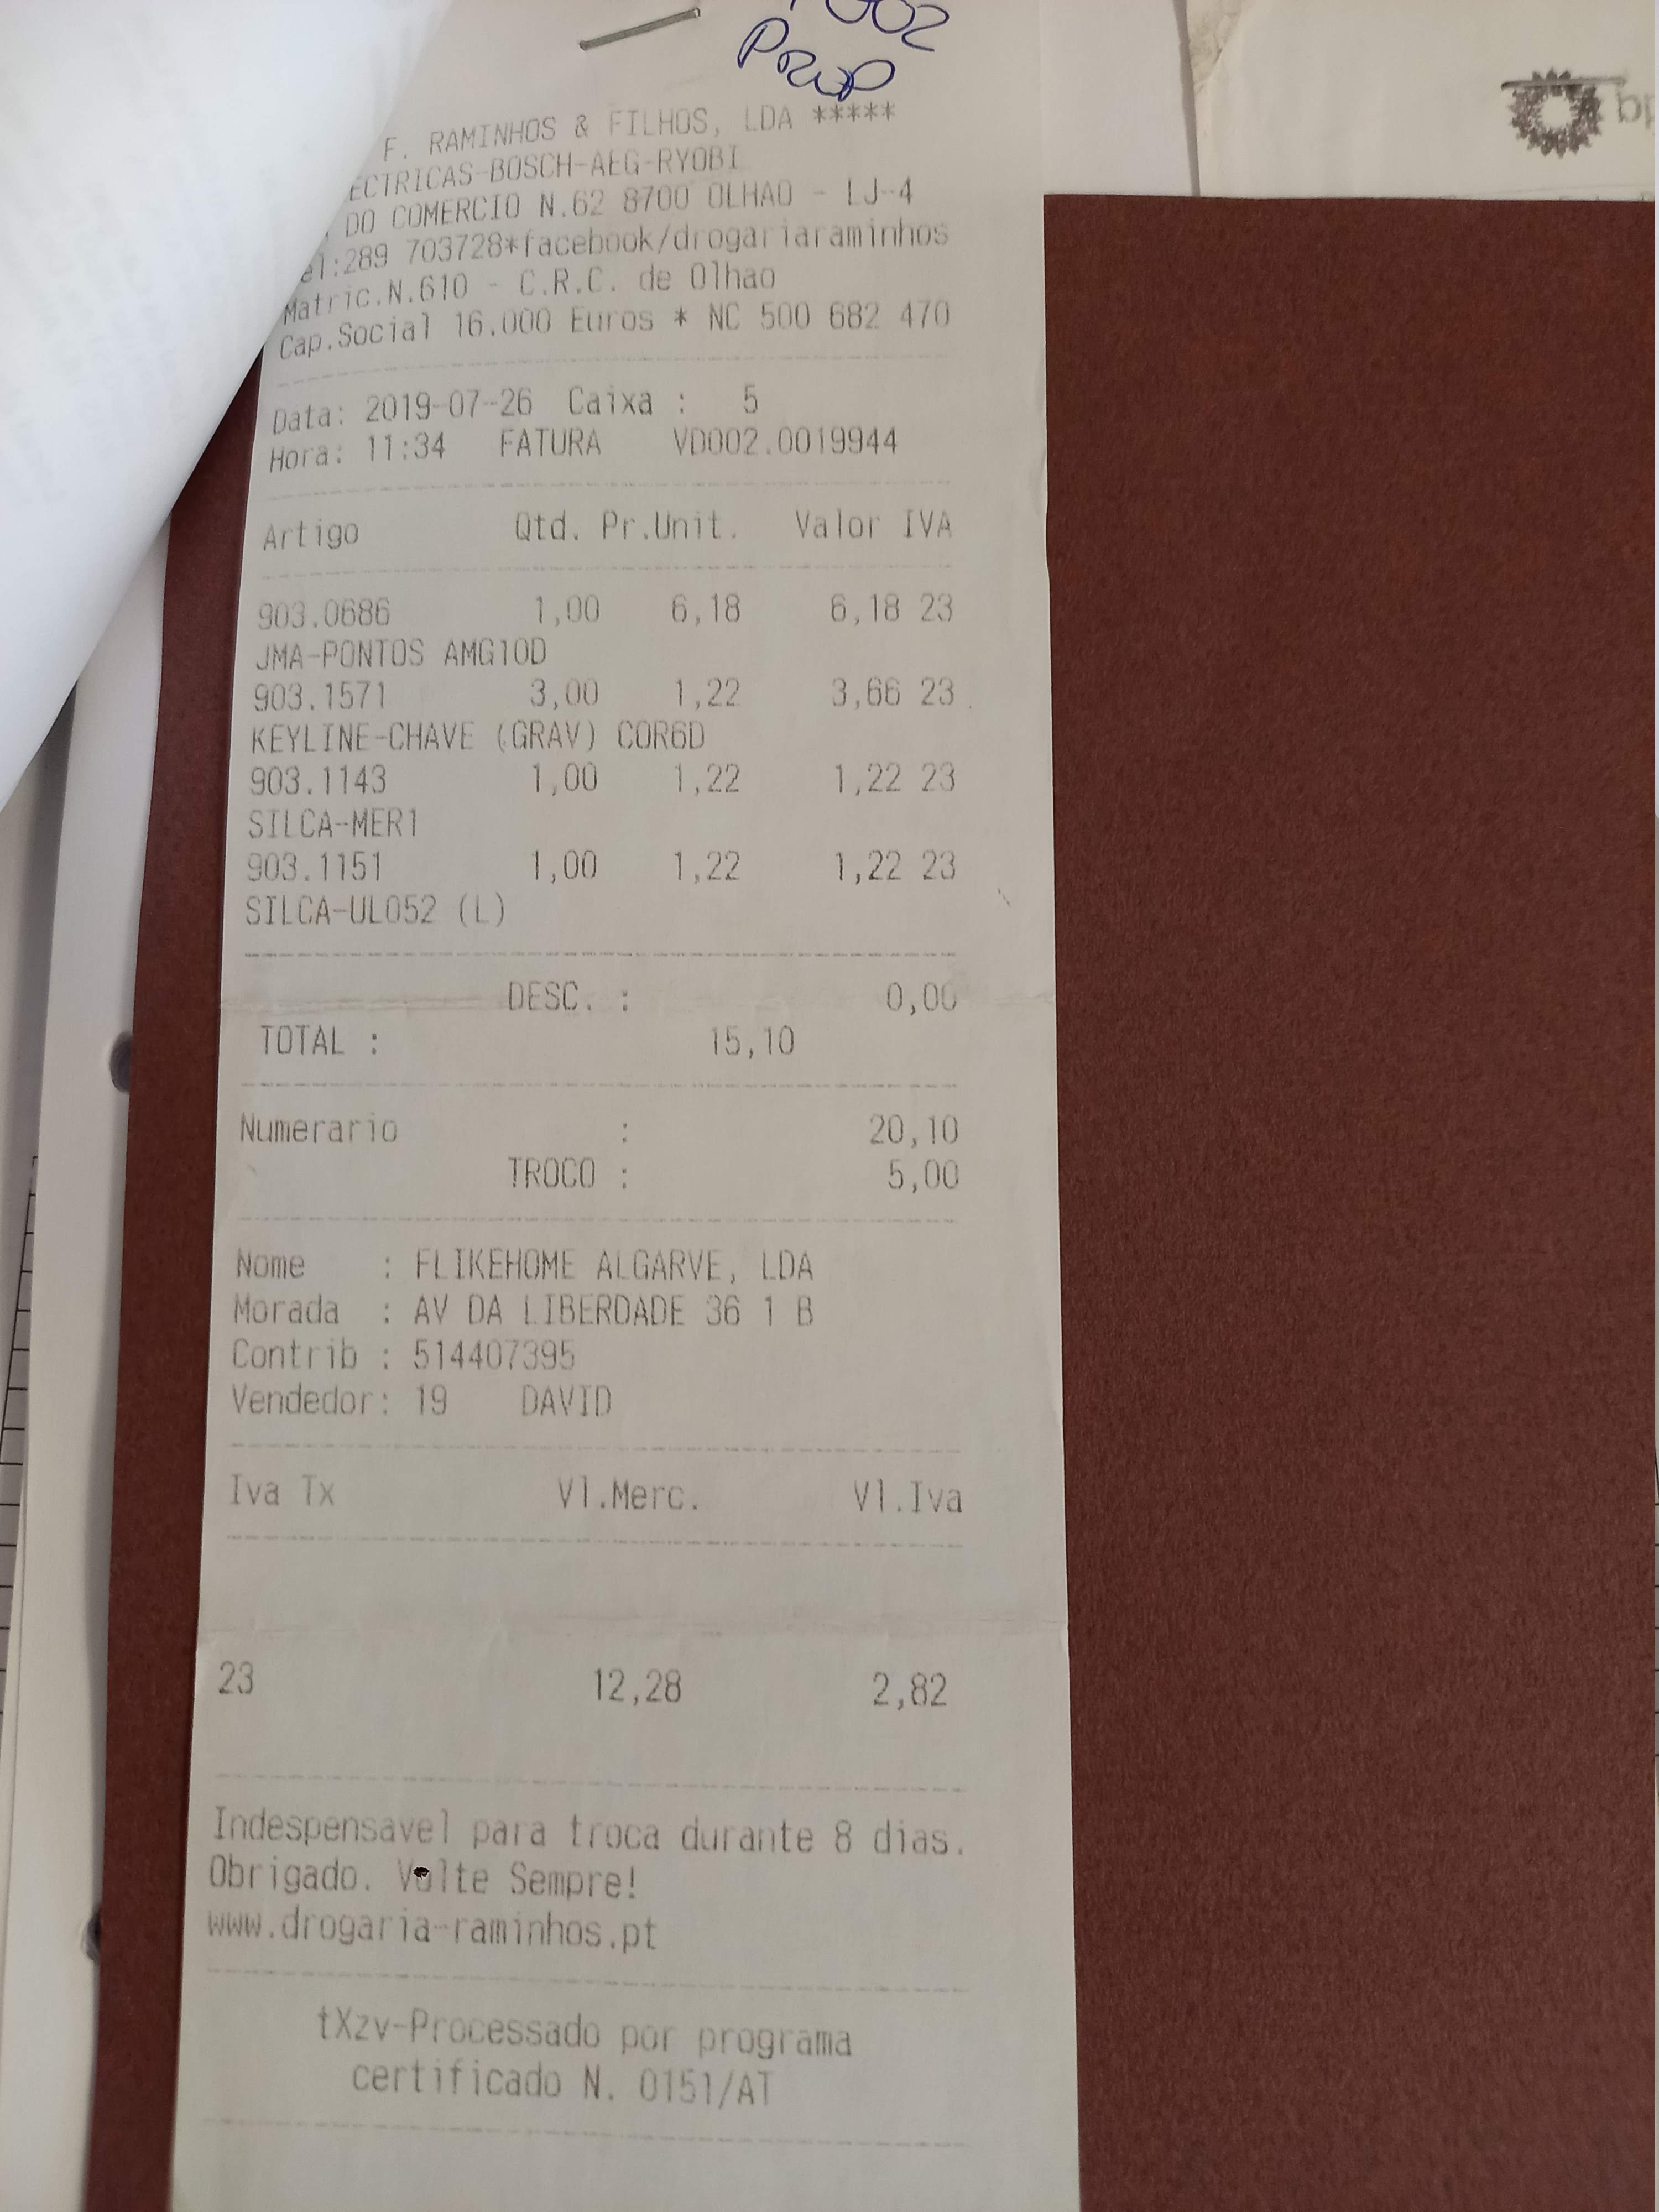 002
PROP
F. RAMINHOS & FILHOS, LDA *****
ECTRICAS-BOSCH-AEG-RYOBI
DO COMERCIO N.62 8700 OLHAO - LJ-4
el:289 703728*facebook/drogariaraminhos
Matric.N.610 - C.R.C. de Olhao
Cap.Social 16.000 Euros * NC 500 682 470
Data: 2019-07-26 Caixa : 5
Hora: 11:34 FATURA VD002.0019944
Artigo Qtd. Pr.Unit. Valor IVA
903.0686 1,00 6,18 6,18 23
JMA-PONTOS AMG10D
903.1571 3,00 1,22 3,66 23
KEYLINE-CHAVE (GRAV) COR6D
903.1143 1,00 1,22 1,22 23
SILCA-MER1
903.1151 1,00 1,22 1,22 23
SILCA-UL052 (L)
DESC. : 0,00
TOTAL : 15,10
Numerario : 20,10
TROCO : 5,00
Nome : FLIKEHOME ALGARVE, LDA
Morada : AV DA LIBERDADE 36 1 B
Contrib : 514407395
Vendedor: 19 DAVID
Iva Tx Vl.Merc. Vl.Iva
23 12,28 2,82
Indespensavel para troca durante 8 dias.
Obrigado. Volte Sempre!
www.drogaria-raminhos.pt
tXzv-Processado por programa
certificado N. 0151/AT
bp